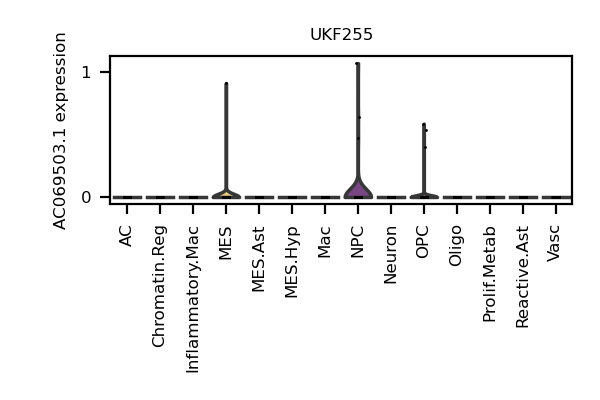 UKF255
AC069503.1 expression
1
0
AC
Chromatin.Reg
Inflammatory.Mac
MES
MES.Ast
MES.Hyp
Mac
NPC
Neuron
OPC
Oligo
Prolif.Metab
Reactive.Ast
Vasc